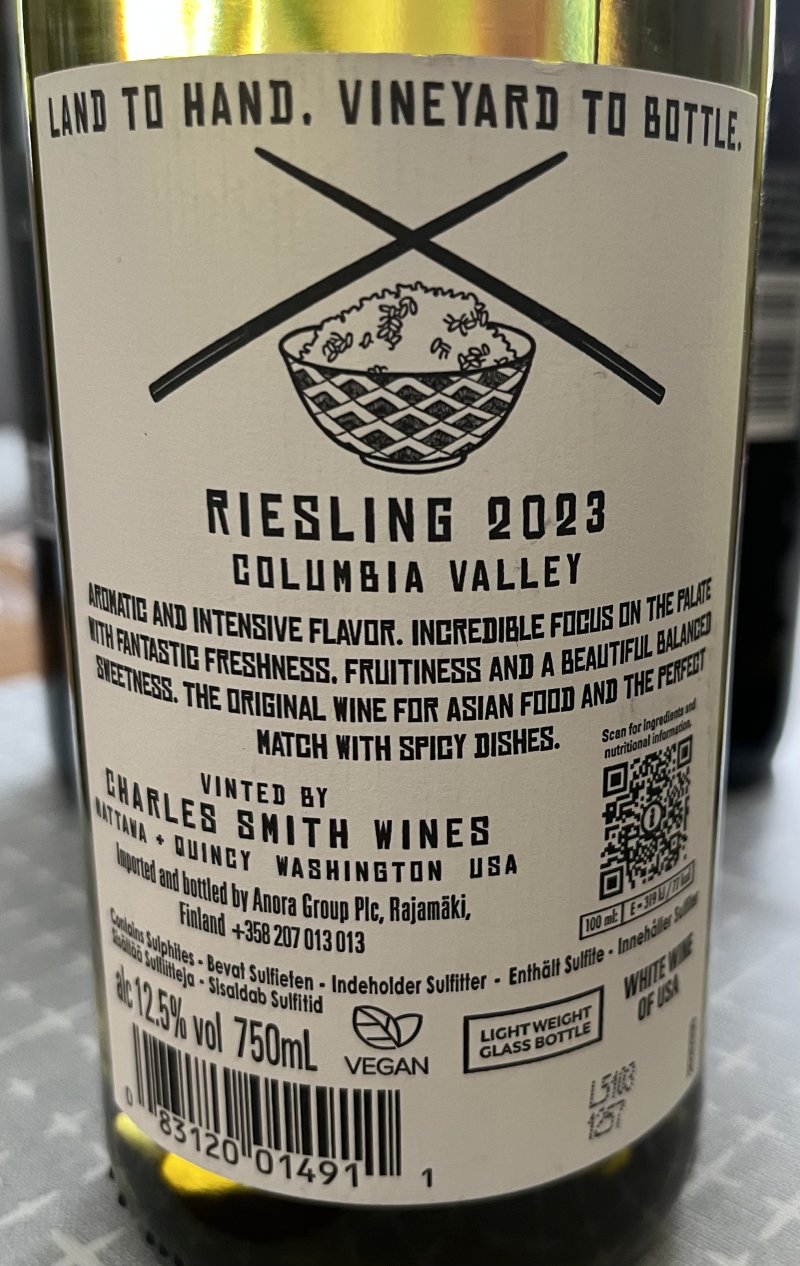 LAND TO HAND. VINEYARD TO BOTTLE.
RIESLING 2023
COLUMBIA VALLEY
AROMATIC AND INTENSIVE FLAVOR. INCREDIBLE FOCUS ON THE PALATE
WITH FANTASTIC FRESHNESS, FRUITINESS AND A BEAUTIFUL BALANCED
SWEETNESS. THE ORIGINAL WINE FOR ASIAN FOOD AND THE PERFECT
MATCH WITH SPICY DISHES.
Scan for Ingredients and
nutritional information.
VINTED BY
CHARLES SMITH WINES
MATTAWA + QUINCY WASHINGTON USA
Imported and bottled by Anora Group Plc, Rajamäki,
Finland +358 207 013 013
100 ml: E = 319 kJ / 77 kcal
Contains Sulphites - Bevat Sulfieten - Indeholder Sulfitter - Enthält Sulfite - Innehåller Sulfiter
Sisältää Sulfiitteja - Sisaldab Sulfitid
alc 12.5% vol 750mL
VEGAN
LIGHT WEIGHT
GLASS BOTTLE
WHITE WINE
OF USA
L5103
0 83120 01491 1